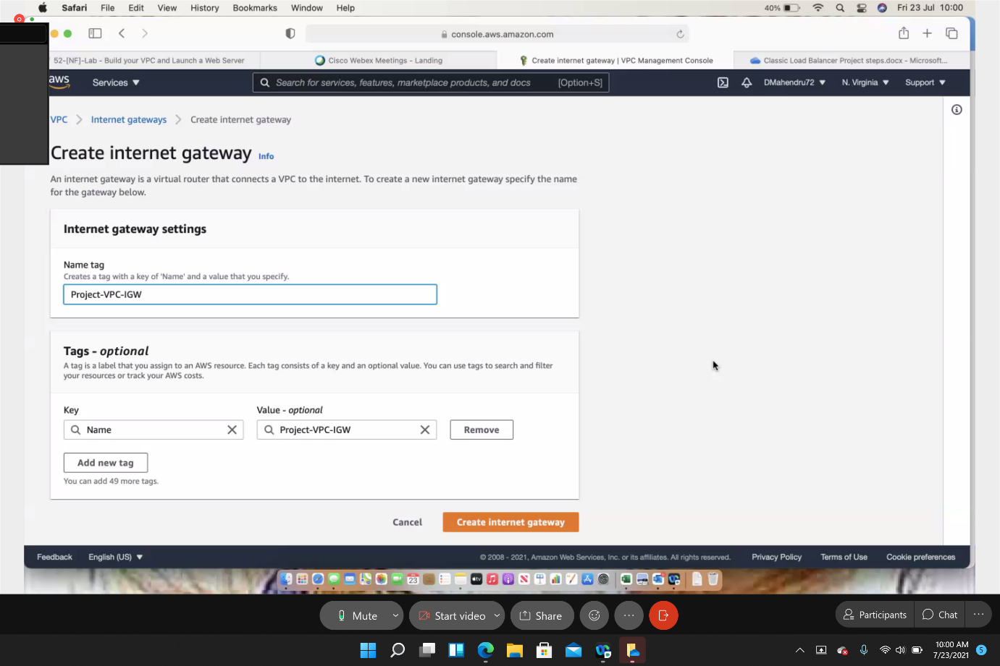 Safari File Edit View History Bookmarks Window Help 40% Fri 23 Jul 10:00
console.aws.amazon.com
52-[NF]-Lab - Build your VPC and Launch a Web Server
Cisco Webex Meetings - Landing
Create internet gateway | VPC Management Console
Classic Load Balancer Project steps.docx - Microsoft...
aws Services Search for services, features, marketplace products, and docs [Option+S] DMahendru72 N. Virginia Support
VPC Internet gateways Create internet gateway
Create internet gateway Info
An internet gateway is a virtual router that connects a VPC to the internet. To create a new internet gateway specify the name
for the gateway below.
Internet gateway settings
Name tag
Creates a tag with a key of 'Name' and a value that you specify.
Project-VPC-IGW
Tags - optional
A tag is a label that you assign to an AWS resource. Each tag consists of a key and an optional value. You can use tags to search and filter
your resources or track your AWS costs.
Key Value - optional
Name Project-VPC-IGW Remove
Add new tag
You can add 49 more tags.
Cancel Create internet gateway
Feedback English (US) © 2008 - 2021, Amazon Web Services, Inc. or its affiliates. All rights reserved. Privacy Policy Terms of Use Cookie preferences
23 tv
Mute Start video Share Participants Chat
10:00 AM
7/23/2021 5